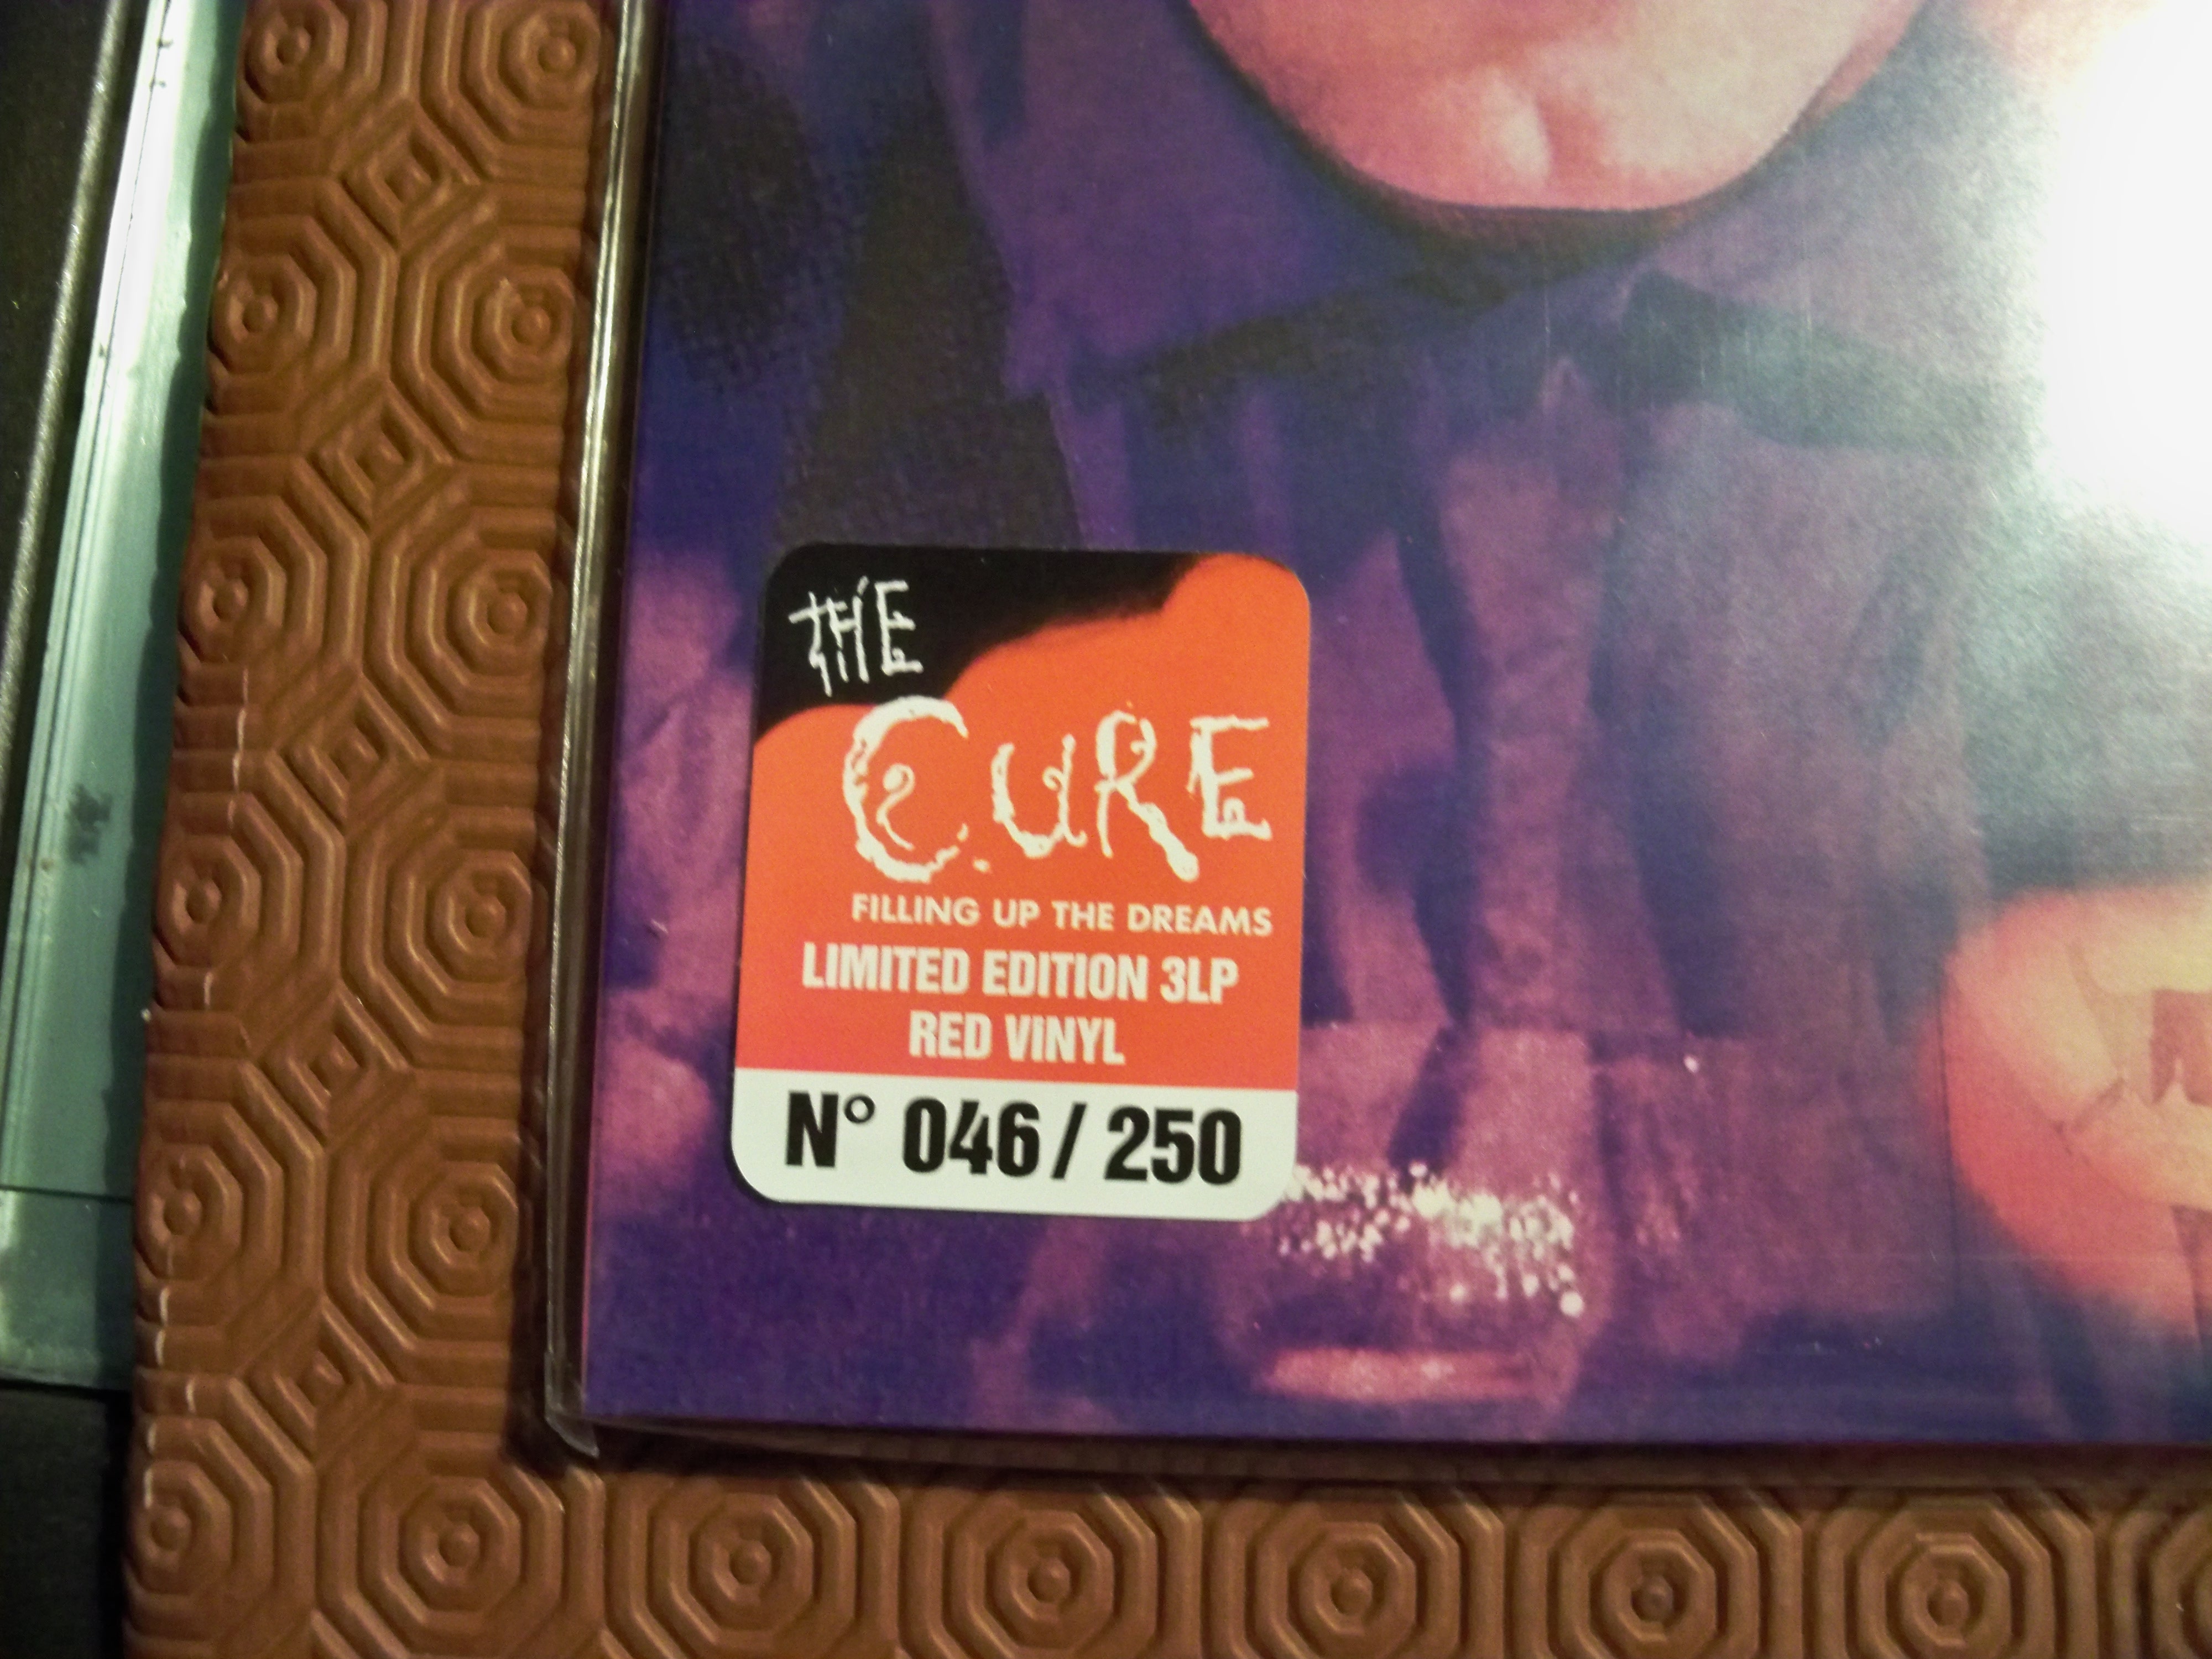 THE
CURE
FILLING UP THE DREAMS
LIMITED EDITION 3LP
RED VINYL
N° 046 / 250